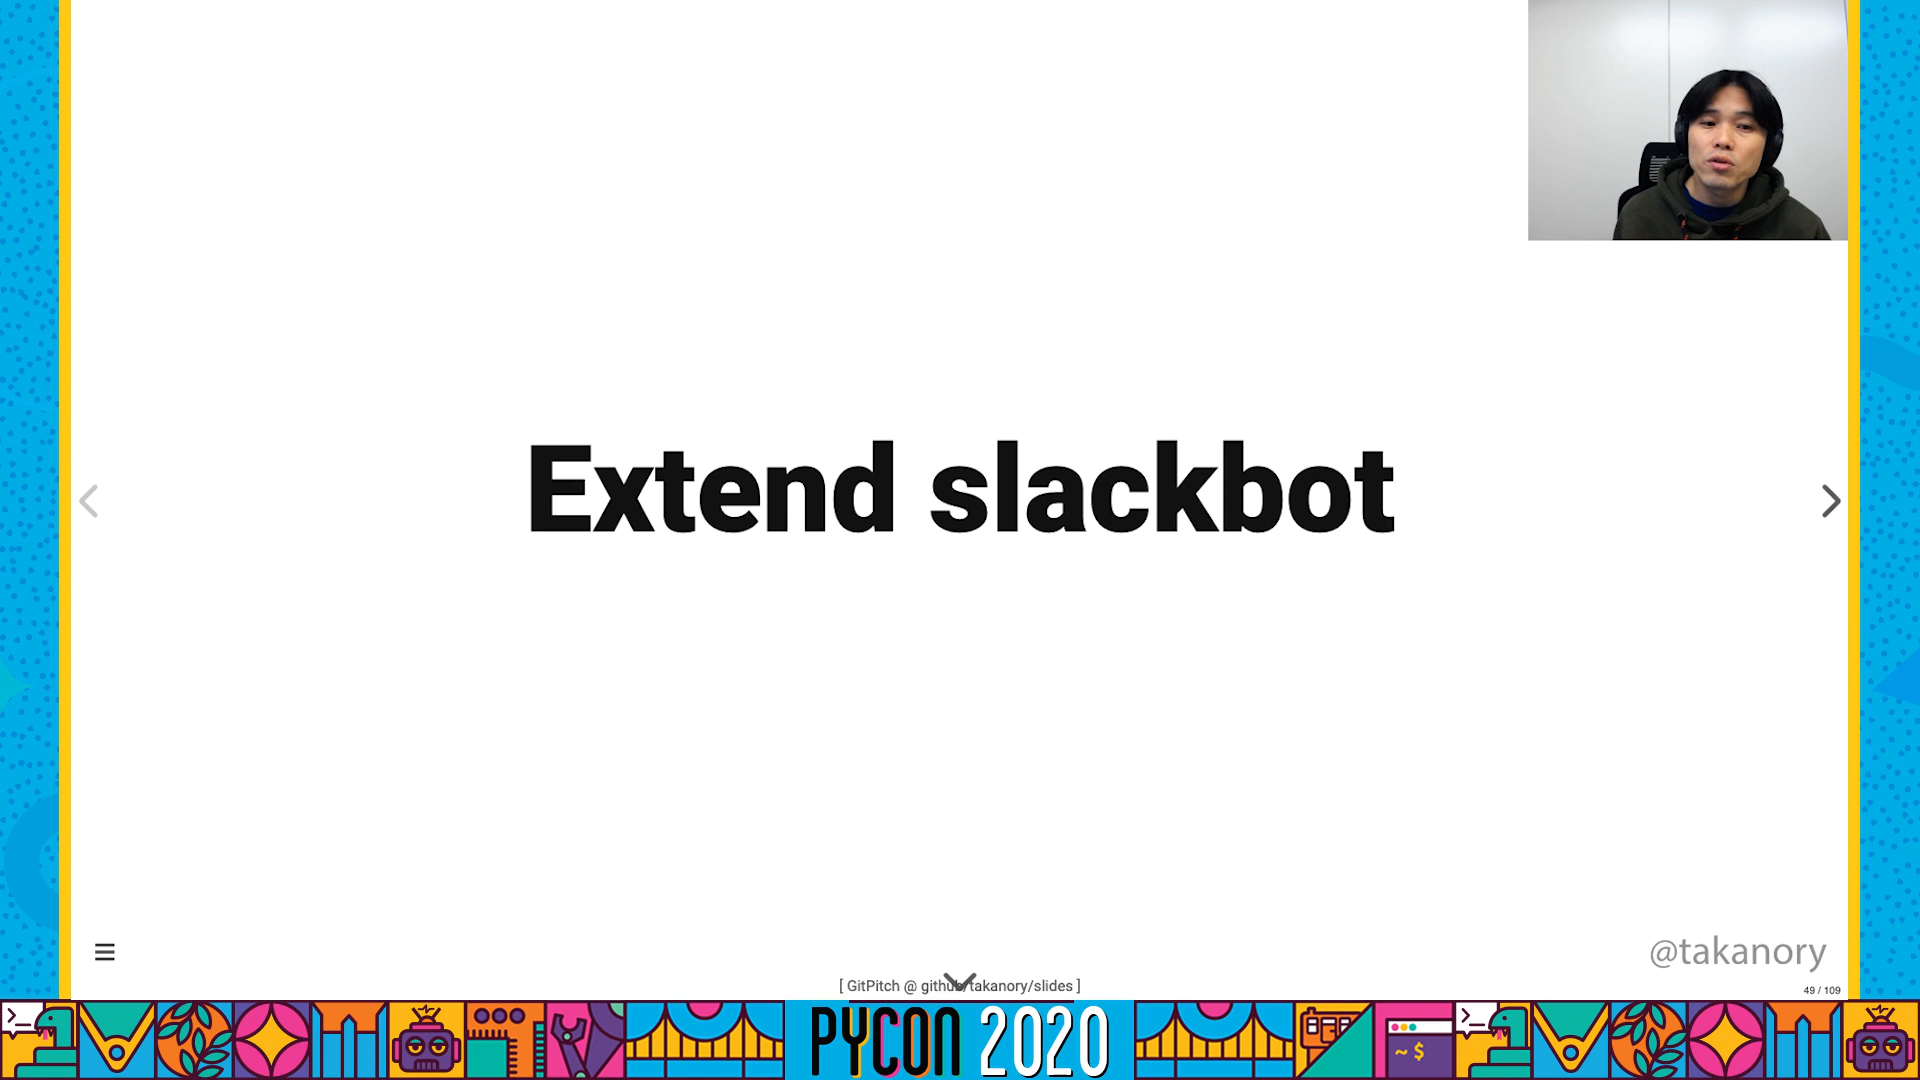 Extend slackbot
@takanory
[ GitPitch @ github/takanory/slides ]
49 / 109
PYCON 2020
~ $